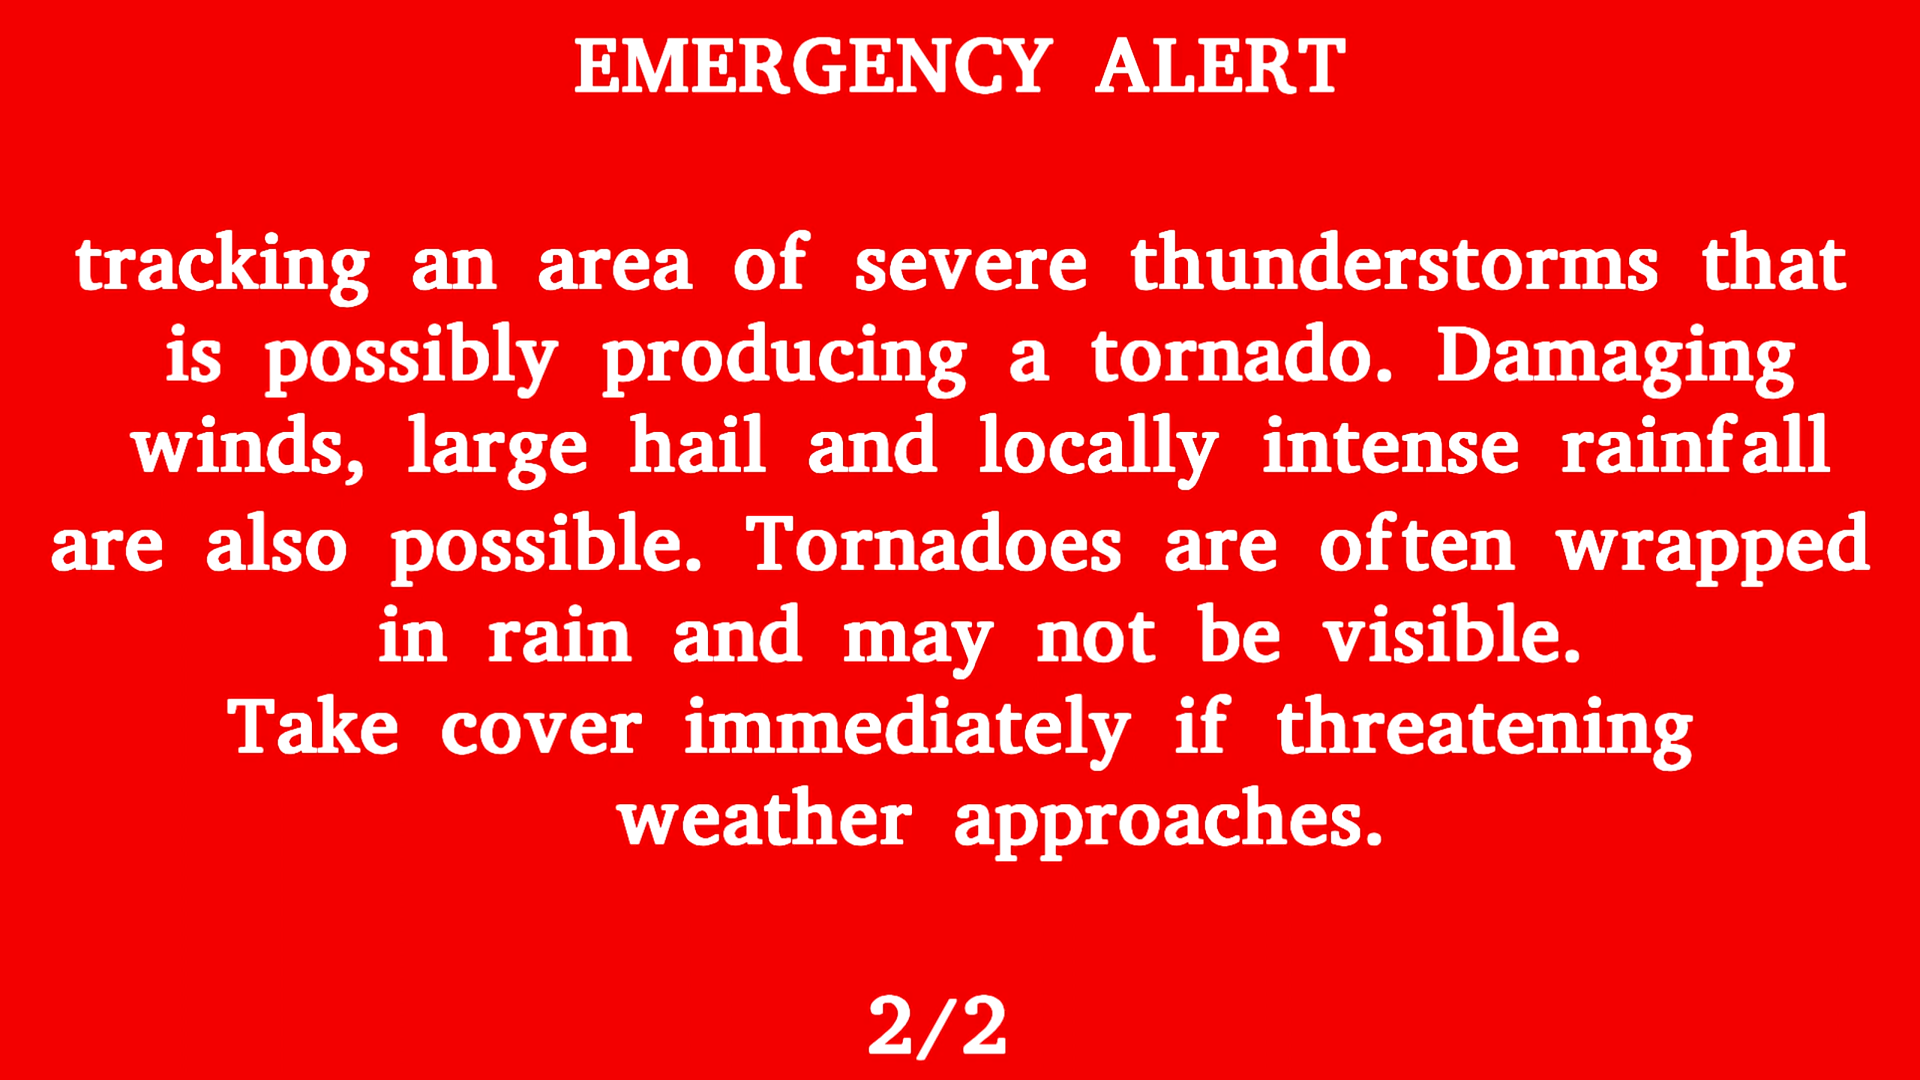 EMERGENCY ALERT
tracking an area of severe thunderstorms that
is possibly producing a tornado. Damaging
winds, large hail and locally intense rainfall
are also possible. Tornadoes are often wrapped
in rain and may not be visible.
Take cover immediately if threatening
weather approaches.
2/2